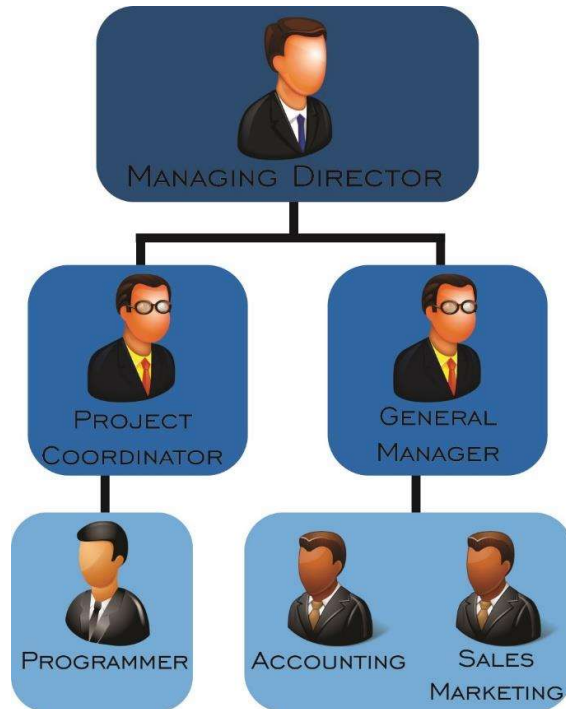 MANAGING DIRECTOR
PROJECT
COORDINATOR
GENERAL
MANAGER
PROGRAMMER
ACCOUNTING
SALES
MARKETING